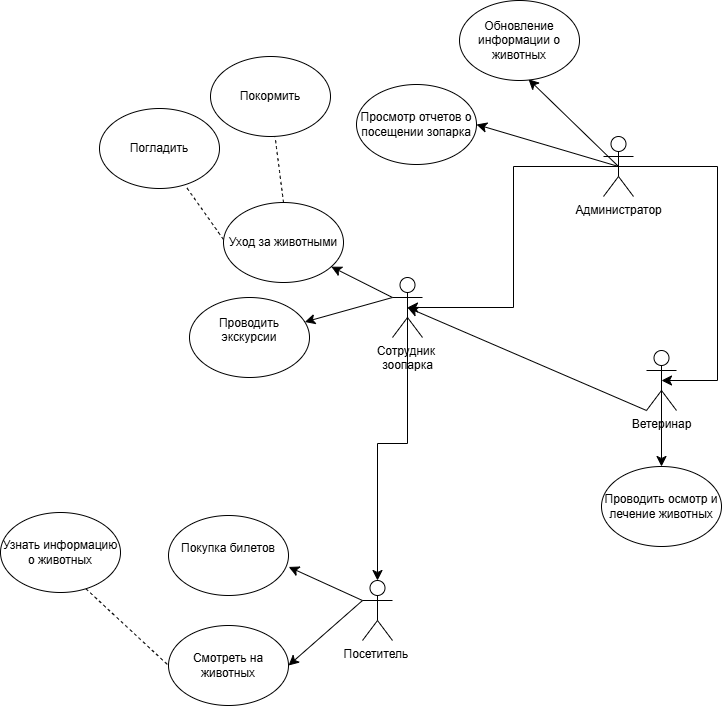 Обновление
информации о
животных
Покормить
Просмотр отчетов о
посещении зопарка
Погладить
Администратор
Уход за животными
Проводить
экскурсии
Сотрудник
зоопарка
Ветеринар
Проводить осмотр и
лечение животных
Узнать информацию
о животных
Покупка билетов
Посетитель
Смотреть на
животных